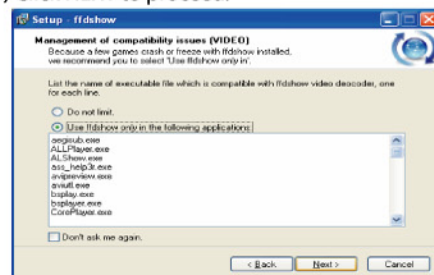 Setup - ffdshow
Management of compatibility issues (VIDEO)
Because a few games crash or freeze with ffdshow installed,
we recommend you to select 'Use ffdshow only in'.
List the name of executable file which is compatible with ffdshow video deocoder, one
for each line.
Do not limit.
Use ffdshow only in the following applications:
aegisub.exe
ALLPlayer.exe
ALShow.exe
ass_help3r.exe
avipreview.exe
aviutl.exe
bsplay.exe
bsplayer.exe
CorePlayer.exe
Don't ask me again.
< Back
Next >
Cancel